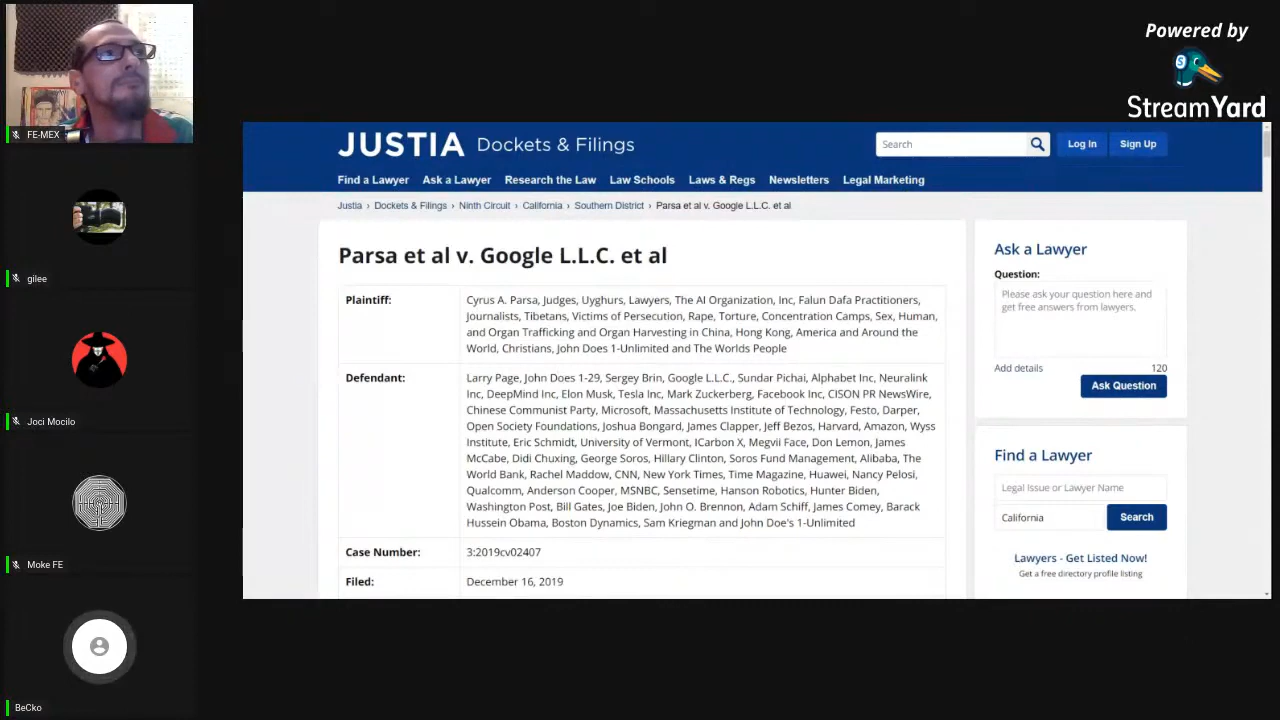 FE-MEX
gilee
Joci Mocilo
Moke FE
BeCko
Powered by
StreamYard
JUSTIA Dockets & Filings
Search
Log In
Sign Up
Find a Lawyer Ask a Lawyer Research the Law Law Schools Laws & Regs Newsletters Legal Marketing
Justia › Dockets & Filings › Ninth Circuit › California › Southern District › Parsa et al v. Google L.L.C. et al
Parsa et al v. Google L.L.C. et al
Plaintiff: Cyrus A. Parsa, Judges, Uyghurs, Lawyers, The AI Organization, Inc, Falun Dafa Practitioners,
Journalists, Tibetans, Victims of Persecution, Rape, Torture, Concentration Camps, Sex, Human,
and Organ Trafficking and Organ Harvesting in China, Hong Kong, America and Around the
World, Christians, John Does 1-Unlimited and The Worlds People
Defendant: Larry Page, John Does 1-29, Sergey Brin, Google L.L.C., Sundar Pichai, Alphabet Inc, Neuralink
Inc, DeepMind Inc, Elon Musk, Tesla Inc, Mark Zuckerberg, Facebook Inc, CISON PR NewsWire,
Chinese Communist Party, Microsoft, Massachusetts Institute of Technology, Festo, Darper,
Open Society Foundations, Joshua Bongard, James Clapper, Jeff Bezos, Harvard, Amazon, Wyss
Institute, Eric Schmidt, University of Vermont, ICarbon X, Megvii Face, Don Lemon, James
McCabe, Didi Chuxing, George Soros, Hillary Clinton, Soros Fund Management, Alibaba, The
World Bank, Rachel Maddow, CNN, New York Times, Time Magazine, Huawei, Nancy Pelosi,
Qualcomm, Anderson Cooper, MSNBC, Sensetime, Hanson Robotics, Hunter Biden,
Washington Post, Bill Gates, Joe Biden, John O. Brennon, Adam Schiff, James Comey, Barack
Hussein Obama, Boston Dynamics, Sam Kriegman and John Doe's 1-Unlimited
Case Number: 3:2019cv02407
Filed: December 16, 2019
Ask a Lawyer
Question:
Please ask your question here and
get free answers from lawyers.
Add details 120
Ask Question
Find a Lawyer
Legal Issue or Lawyer Name
California
Search
Lawyers - Get Listed Now!
Get a free directory profile listing